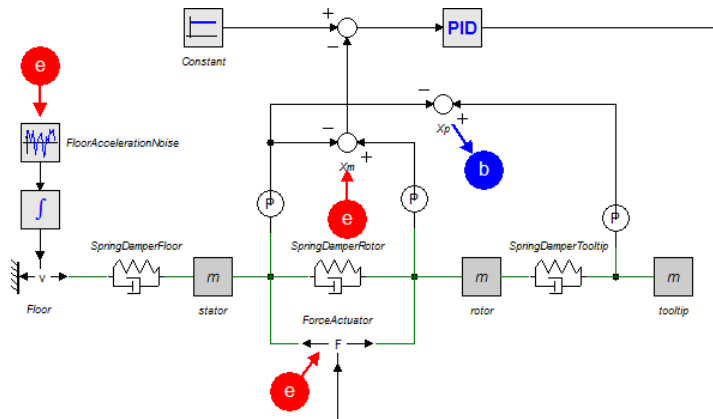 PID
Constant
e
Xp
FloorAccelerationNoise
Xm
b
∫
e
P
P
P
SpringDamperFloor
SpringDamperRotor
SpringDamperTooltip
v
m
m
m
Floor
stator
ForceActuator
rotor
tooltip
F
e